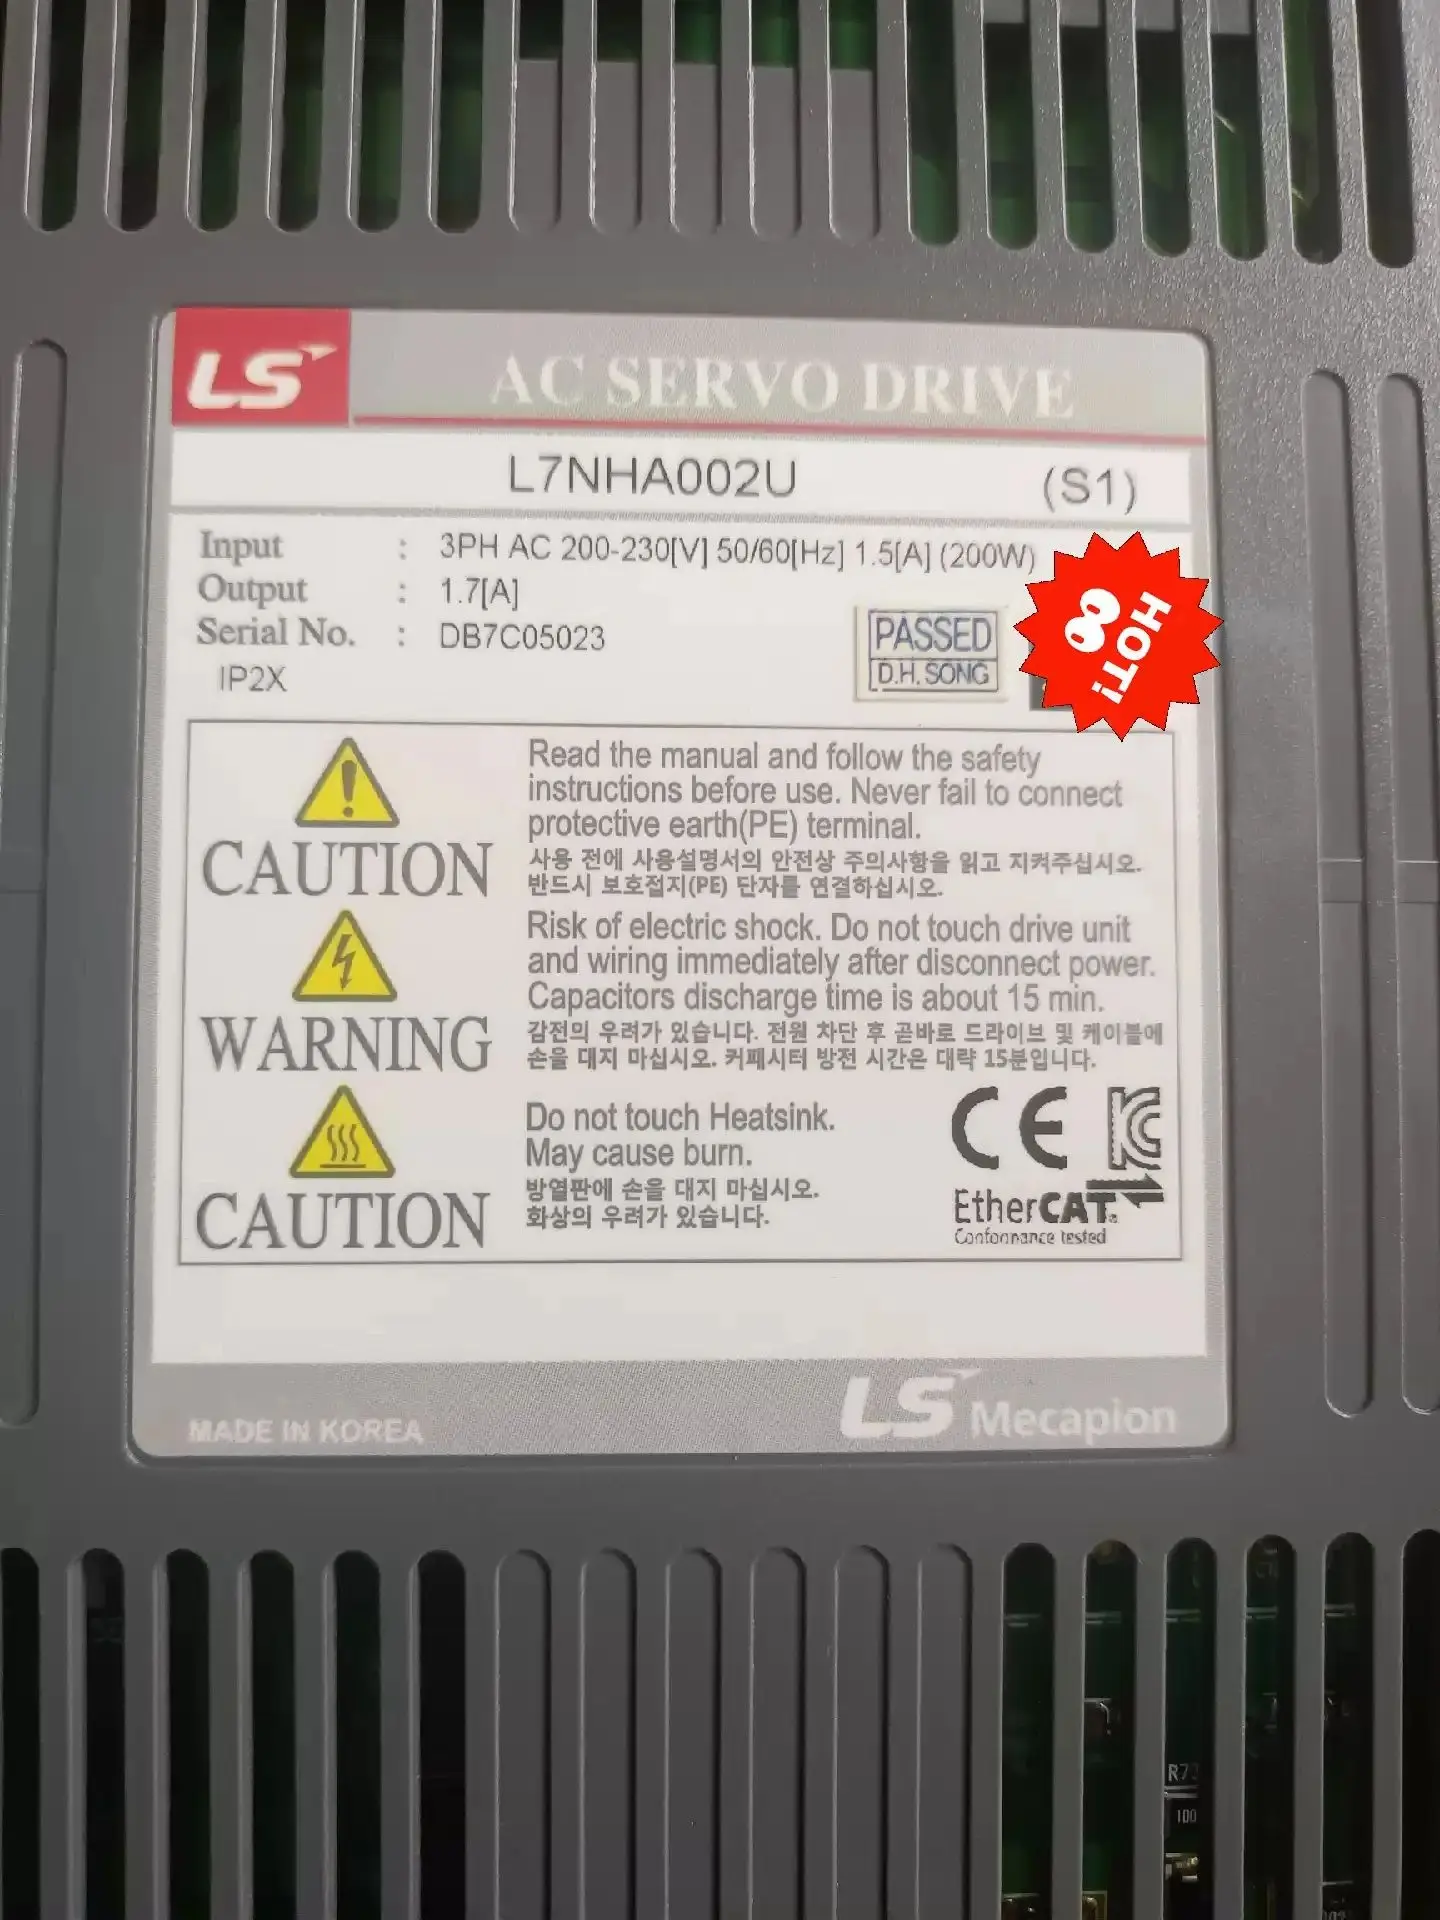 LS
AC SERVO DRIVE
L7NHA002U (S1)
Input : 3PH AC 200-230[V] 50/60[Hz] 1.5[A] (200W)
Output : 1.7[A]
Serial No. : DB7C05023
IP2X
PASSED
D.H. SONG
8
HOT!
Read the manual and follow the safety
instructions before use. Never fail to connect
protective earth(PE) terminal.
CAUTION
사용 전에 사용설명서의 안전상 주의사항을 읽고 지켜주십시오.
반드시 보호접지(PE) 단자를 연결하십시오.
Risk of electric shock. Do not touch drive unit
and wiring immediately after disconnect power.
Capacitors discharge time is about 15 min.
WARNING
감전의 우려가 있습니다. 전원 차단 후 곧바로 드라이브 및 케이블에
손을 대지 마십시오. 커패시터 방전 시간은 대략 15분입니다.
Do not touch Heatsink.
May cause burn.
CAUTION
방열판에 손을 대지 마십시오.
화상의 우려가 있습니다.
CE KC
EtherCAT
Conformance tested
MADE IN KOREA
LS Mecapion
100